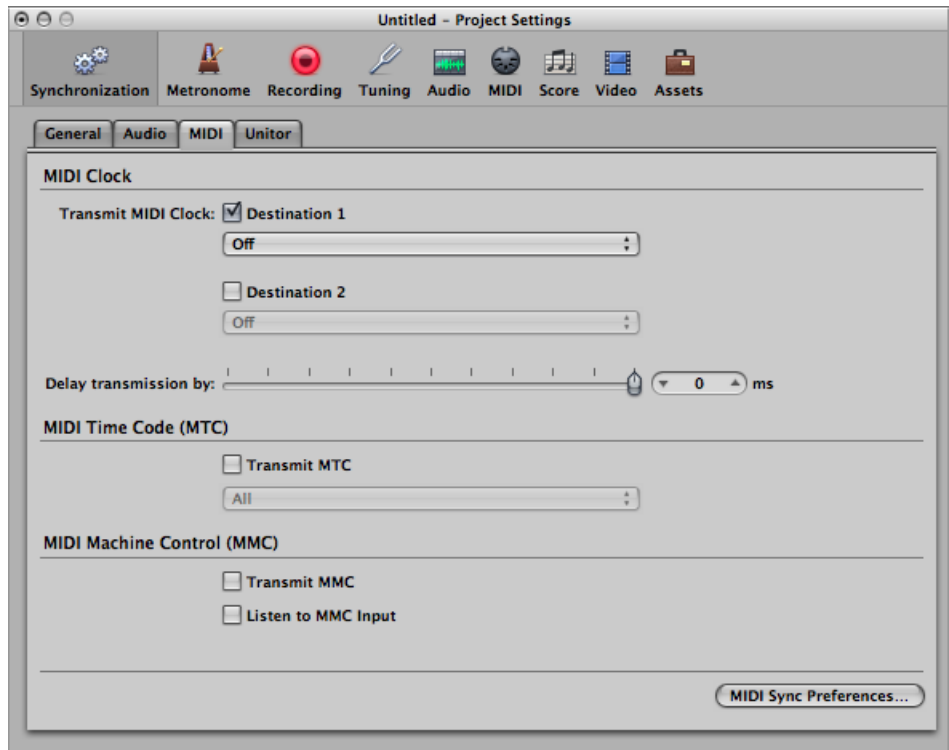 Untitled – Project Settings
Synchronization Metronome Recording Tuning Audio MIDI Score Video Assets
General Audio MIDI Unitor
MIDI Clock
Transmit MIDI Clock: Destination 1
Off
Destination 2
Off
Delay transmission by: 0 ms
MIDI Time Code (MTC)
Transmit MTC
All
MIDI Machine Control (MMC)
Transmit MMC
Listen to MMC Input
MIDI Sync Preferences...